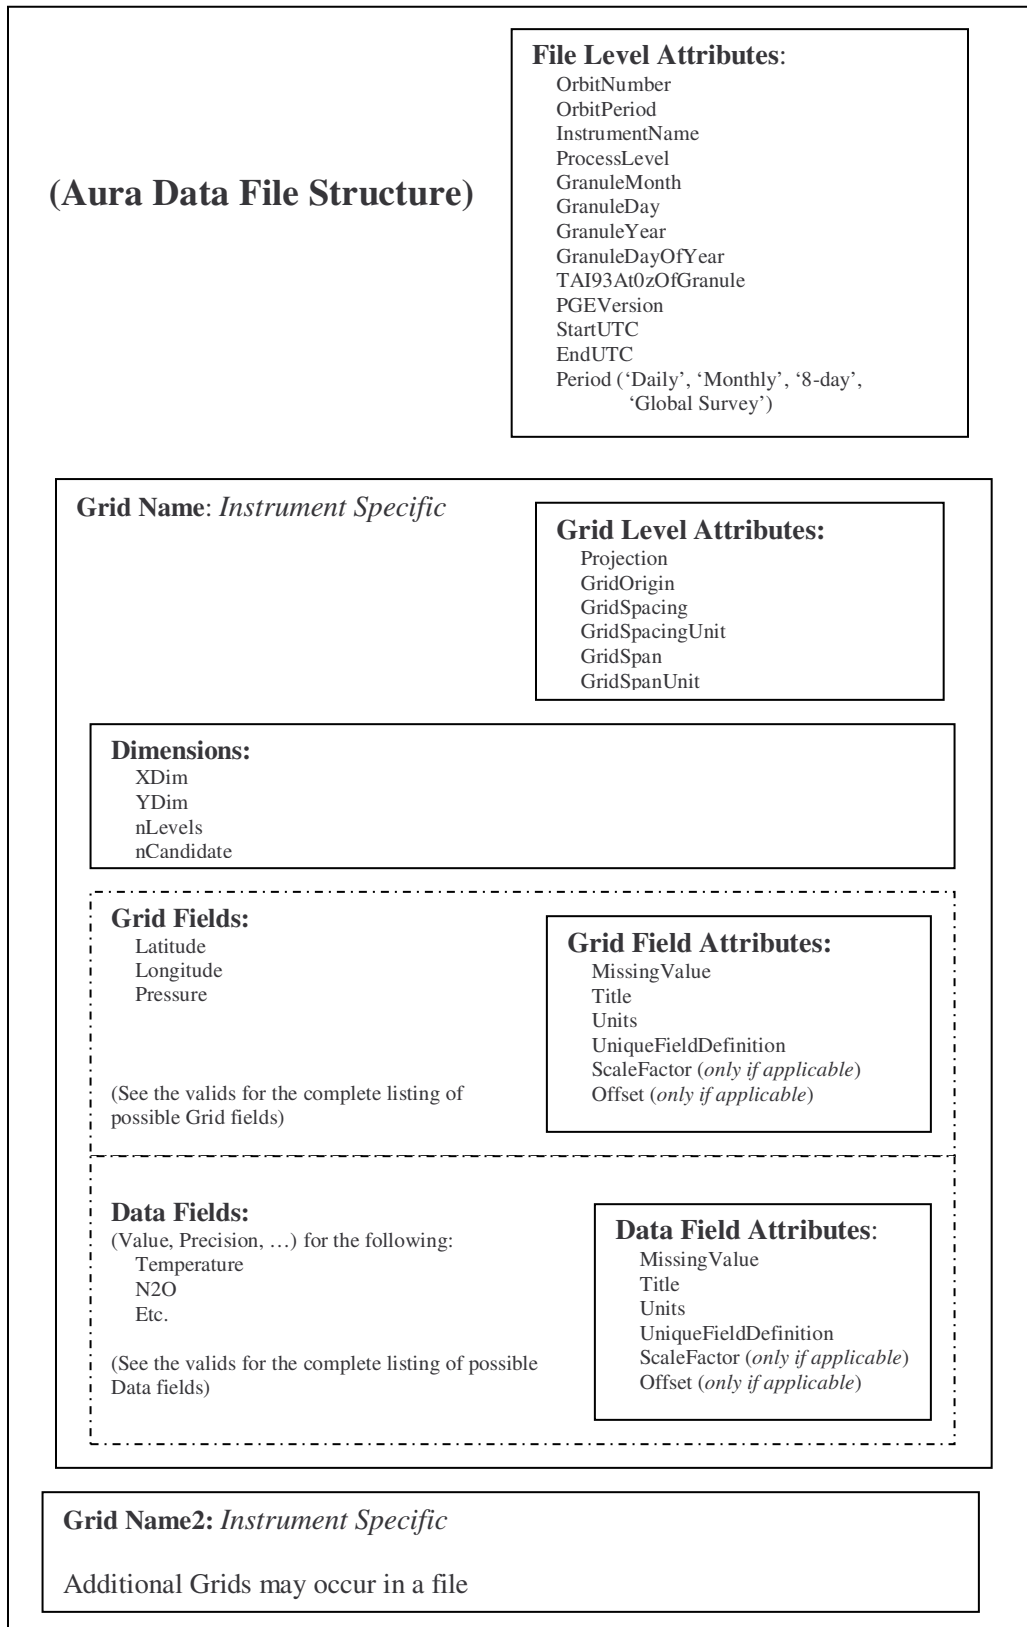 (Aura Data File Structure)
File Level Attributes:
OrbitNumber
OrbitPeriod
InstrumentName
ProcessLevel
GranuleMonth
GranuleDay
GranuleYear
GranuleDayOfYear
TAI93At0zOfGranule
PGEVersion
StartUTC
EndUTC
Period (‘Daily’, ‘Monthly’, ‘8-day’,
‘Global Survey’)
Grid Name: Instrument Specific
Grid Level Attributes:
Projection
GridOrigin
GridSpacing
GridSpacingUnit
GridSpan
GridSpanUnit
Dimensions:
XDim
YDim
nLevels
nCandidate
Grid Fields:
Latitude
Longitude
Pressure
(See the valids for the complete listing of
possible Grid fields)
Grid Field Attributes:
MissingValue
Title
Units
UniqueFieldDefinition
ScaleFactor (only if applicable)
Offset (only if applicable)
Data Fields:
(Value, Precision, …) for the following:
Temperature
N2O
Etc.
(See the valids for the complete listing of possible
Data fields)
Data Field Attributes:
MissingValue
Title
Units
UniqueFieldDefinition
ScaleFactor (only if applicable)
Offset (only if applicable)
Grid Name2: Instrument Specific
Additional Grids may occur in a file